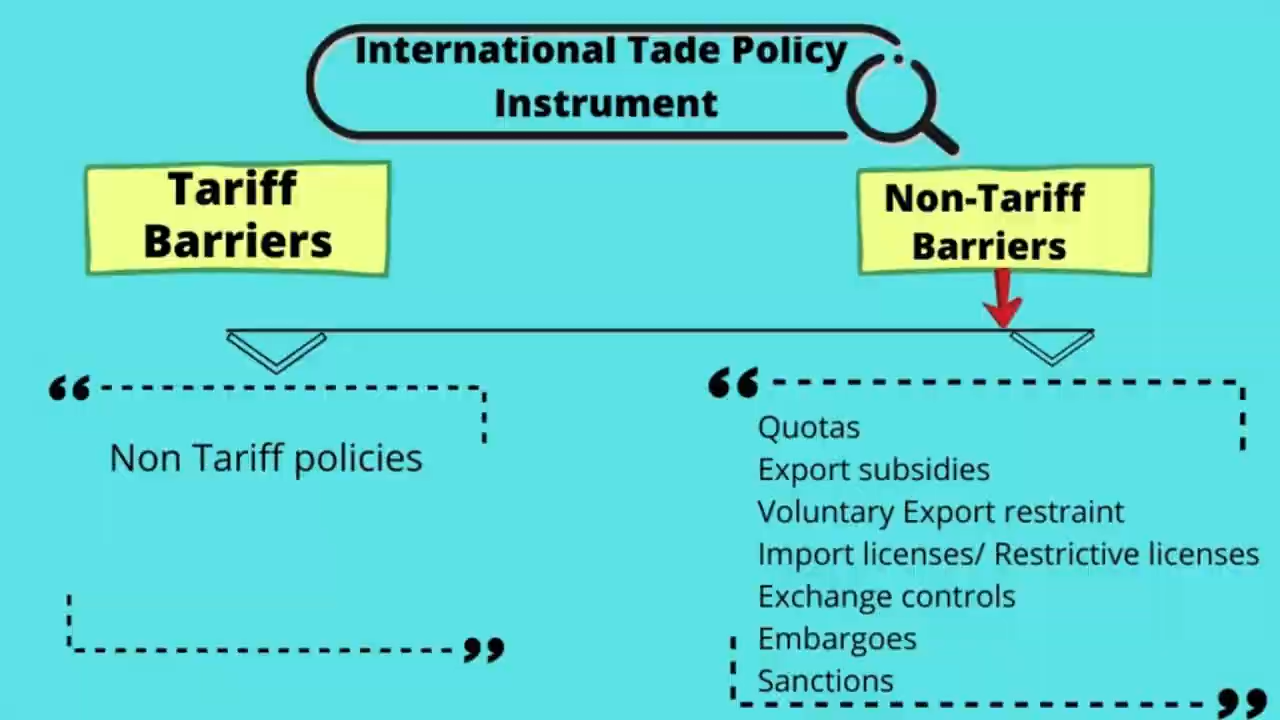 International Tade Policy
Instrument
Tariff
Barriers
Non-Tariff
Barriers
Non Tariff policies
Quotas
Export subsidies
Voluntary Export restraint
Import licenses/ Restrictive licenses
Exchange controls
Embargoes
Sanctions